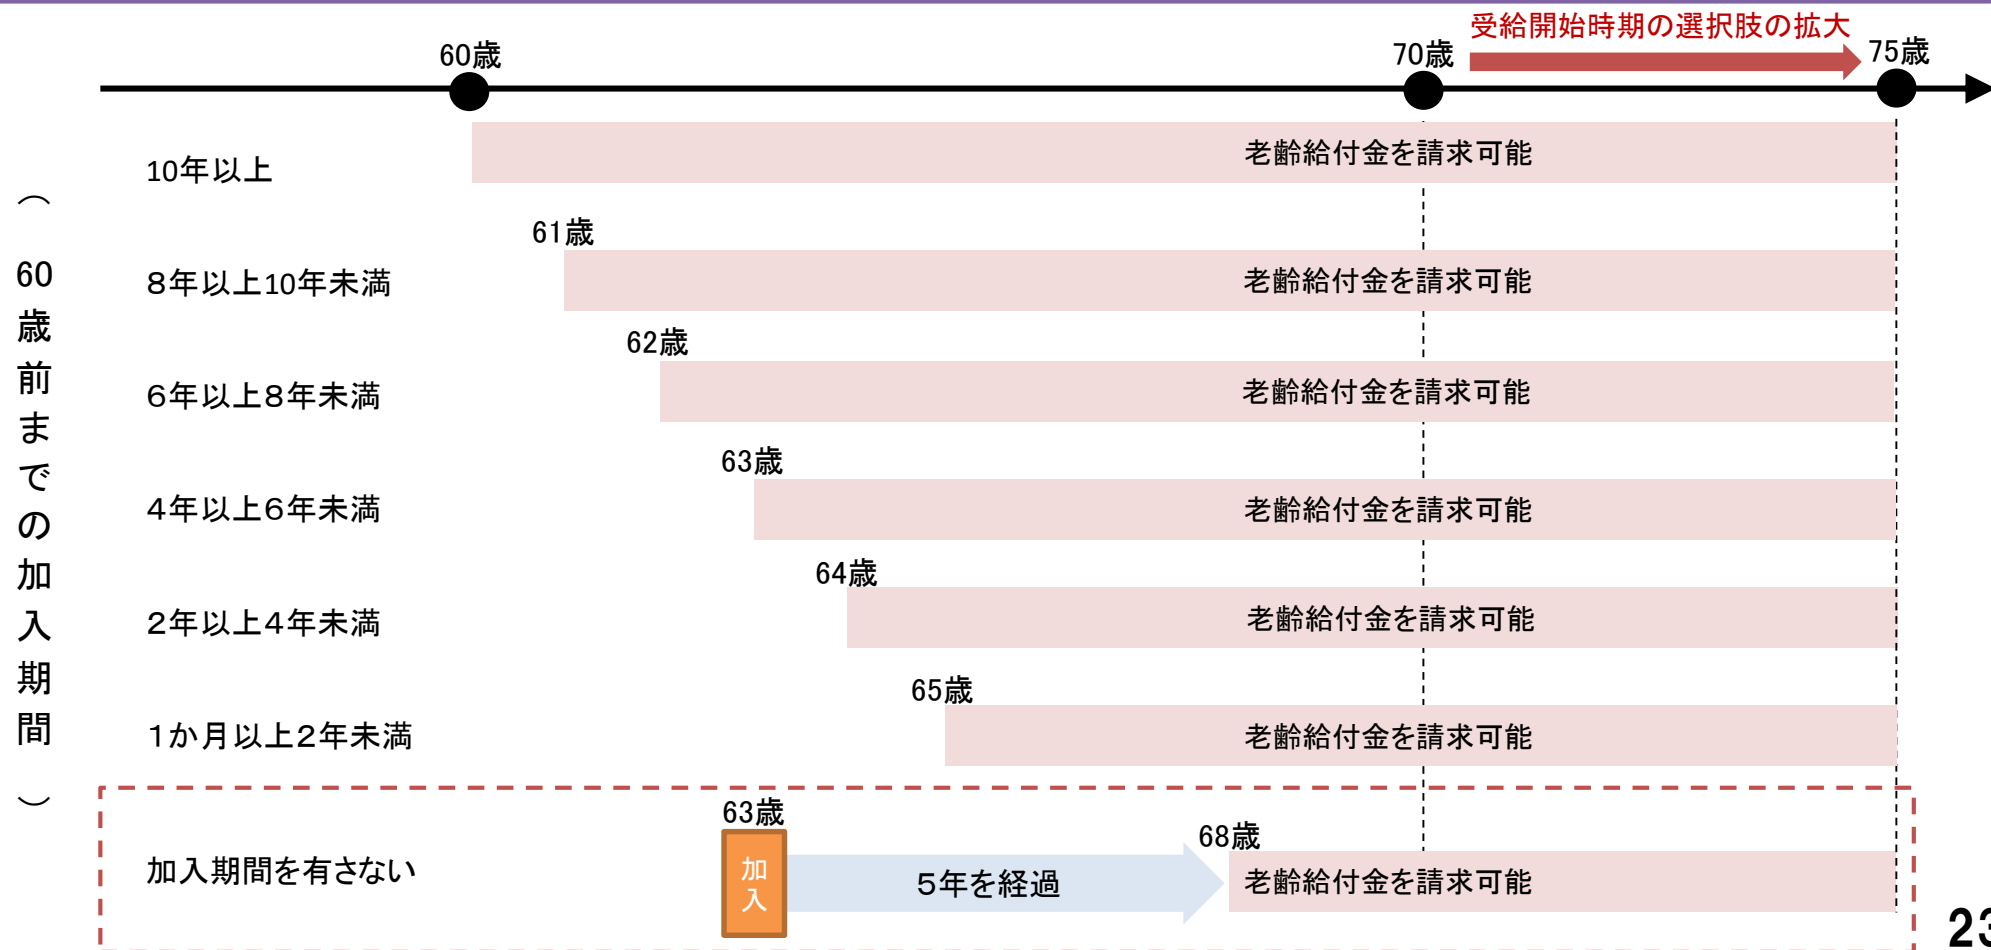 受給開始時期の選択肢の拡大
60歳
70歳
75歳
（60歳前までの加入期間）
10年以上
老齢給付金を請求可能
61歳
8年以上10年未満
老齢給付金を請求可能
62歳
6年以上8年未満
老齢給付金を請求可能
63歳
4年以上6年未満
老齢給付金を請求可能
64歳
2年以上4年未満
老齢給付金を請求可能
65歳
1か月以上2年未満
老齢給付金を請求可能
63歳
68歳
加入期間を有さない
加入
5年を経過
老齢給付金を請求可能
23